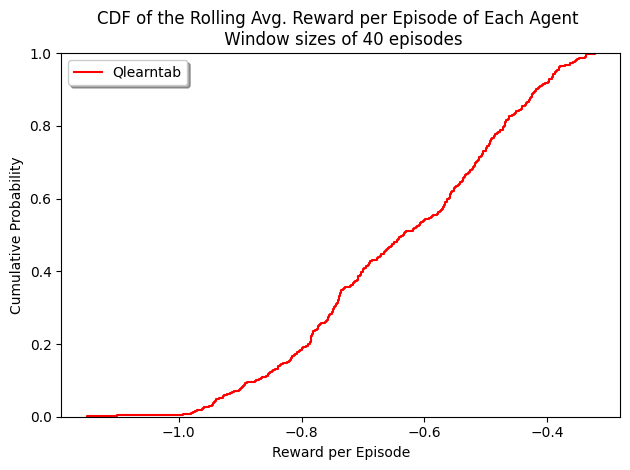 CDF of the Rolling Avg. Reward per Episode of Each Agent
Window sizes of 40 episodes
Qlearntab
1.0
0.8
0.6
0.4
0.2
0.0
Cumulative Probability
−1.0
−0.8
−0.6
−0.4
Reward per Episode